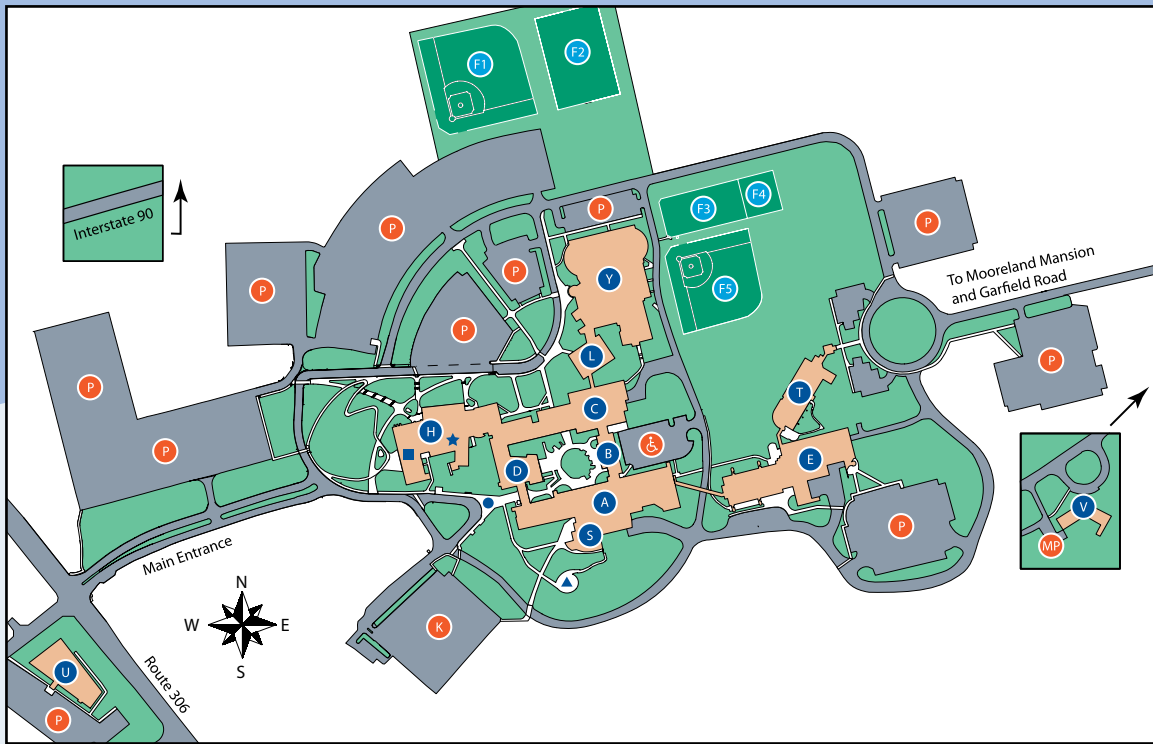 F1
F2
P
F3
F4
P
P
Interstate 90
P
Y
To Mooreland Mansion
and Garfield Road
P
F5
P
P
L
P
P
T
C
H
P
B
E
D
A
V
P
S
MP
Main Entrance
N
W
E
S
K
U
Route 306
P